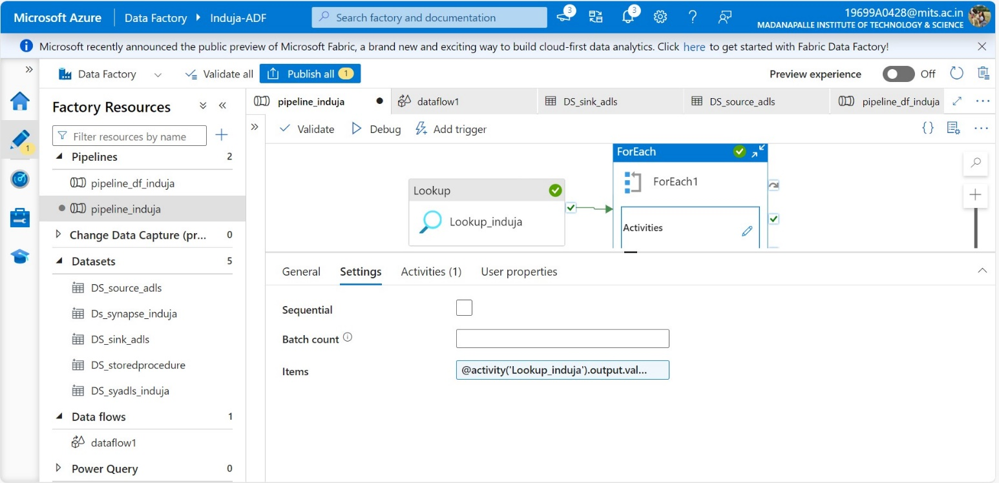 Microsoft Azure Data Factory Induja-ADF Search factory and documentation 3 3 19699A0428@mits.ac.in
MADANAPALLE INSTITUTE OF TECHNOLOGY & SCIENCE
Microsoft recently announced the public preview of Microsoft Fabric, a brand new and exciting way to build cloud-first data analytics. Click here to get started with Fabric Data Factory!
Data Factory Validate all Publish all 1 Preview experience Off
Factory Resources
Filter resources by name
1
Pipelines 2
pipeline_df_induja
pipeline_induja
Change Data Capture (pr... 0
Datasets 5
DS_source_adls
Ds_synapse_induja
DS_sink_adls
DS_storedprocedure
DS_syadls_induja
Data flows 1
dataflow1
Power Query 0
pipeline_induja dataflow1 DS_sink_adls DS_source_adls pipeline_df_induja
Validate Debug Add trigger
Lookup
Lookup_induja
ForEach
ForEach1
Activities
General Settings Activities (1) User properties
Sequential
Batch count
Items @activity('Lookup_induja').output.val...